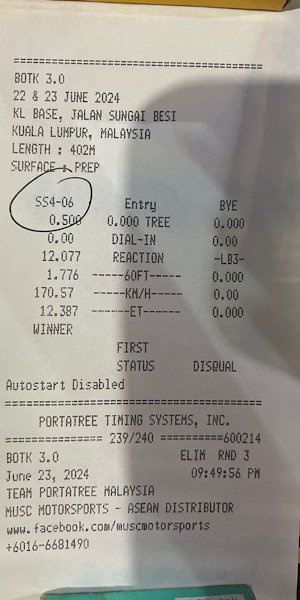 ==================================
BOTK 3.0
22 & 23 JUNE 2024
KL BASE, JALAN SUNGAI BESI
KUALA LUMPUR, MALAYSIA
LENGTH : 402M
SURFACE : PREP
SS4-06 Entry BYE
0.500 0.000 TREE 0.000
0.00 DIAL-IN 0.00
12.077 REACTION -LB3-
1.776 ------60FT------ 0.000
170.57 ------KM/H------ 0.00
12.387 -------ET------- 0.000
WINNER
FIRST
STATUS DISQUAL
Autostart Disabled
==================================
PORTATREE TIMING SYSTEMS, INC.
============= 239/240 ==========600214
BOTK 3.0 ELIM RND 3
June 23, 2024 09:49:56 PM
TEAM PORTATREE MALAYSIA
MUSC MOTORSPORTS - ASEAN DISTRIBUTOR
www.facebook.com/muscmotorsports
+6016-6681490